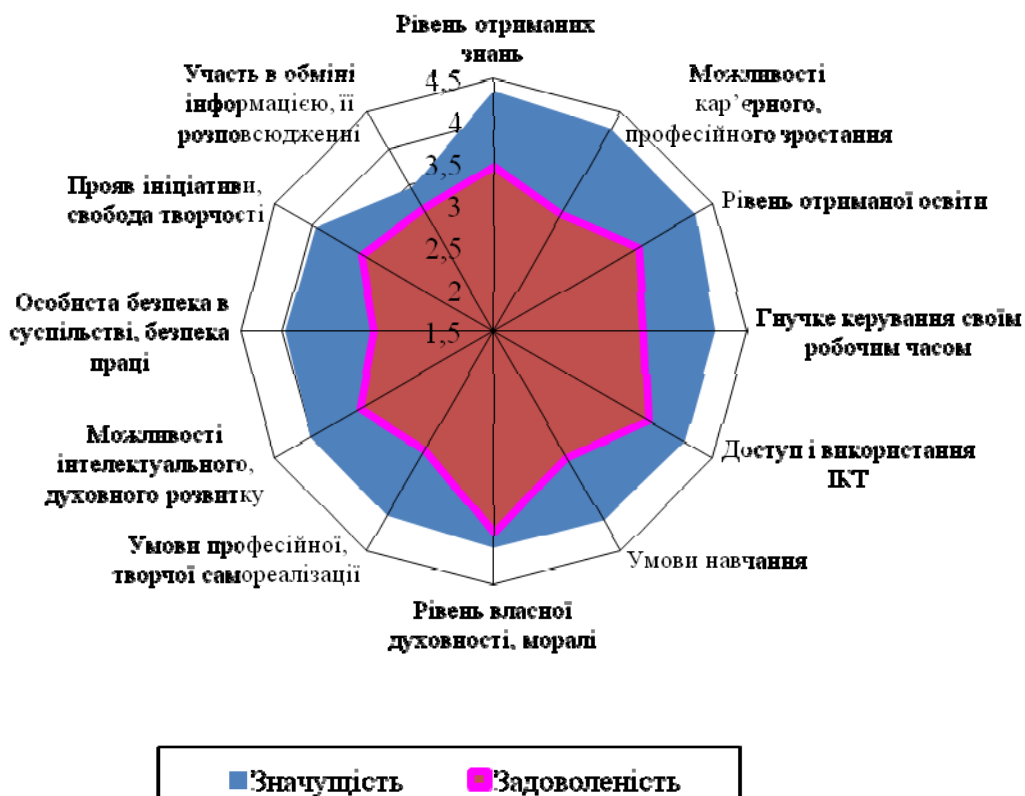 Рівень отриманих
знань
Можливості
кар’єрного,
професійного зростання
Рівень отриманої освіти
Гнучке керування своїм
робочим часом
Доступ і використання
ІКТ
Умови навчання
Рівень власної
духовності, моралі
Умови професійної,
творчої самореалізації
Можливості
інтелектуального,
духовного розвитку
Особиста безпека в
суспільстві, безпека
праці
Прояв ініціативи,
свобода творчості
Участь в обміні
інформацією, її
розповсюдженні
4,5
4
3,5
3
2,5
2
1,5
Значущість
Задоволеність